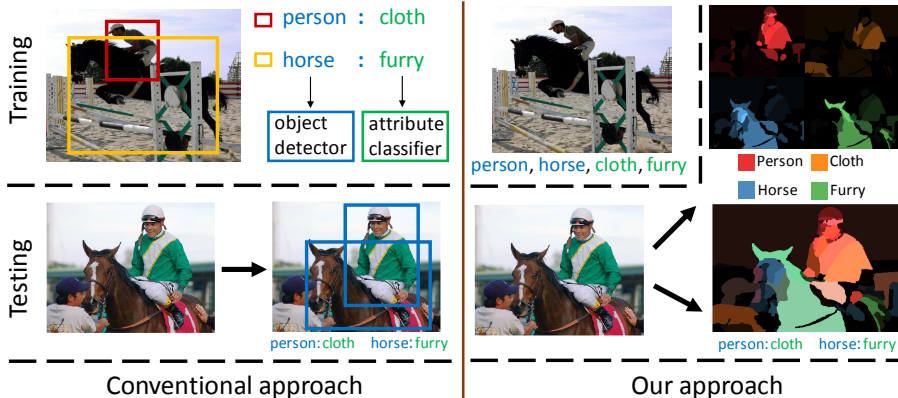 Training
person : cloth
horse : furry
object detector
attribute classifier
person, horse, cloth, furry
Person
Cloth
Horse
Furry
Testing
person:cloth horse:furry
person:cloth horse:furry
Conventional approach
Our approach